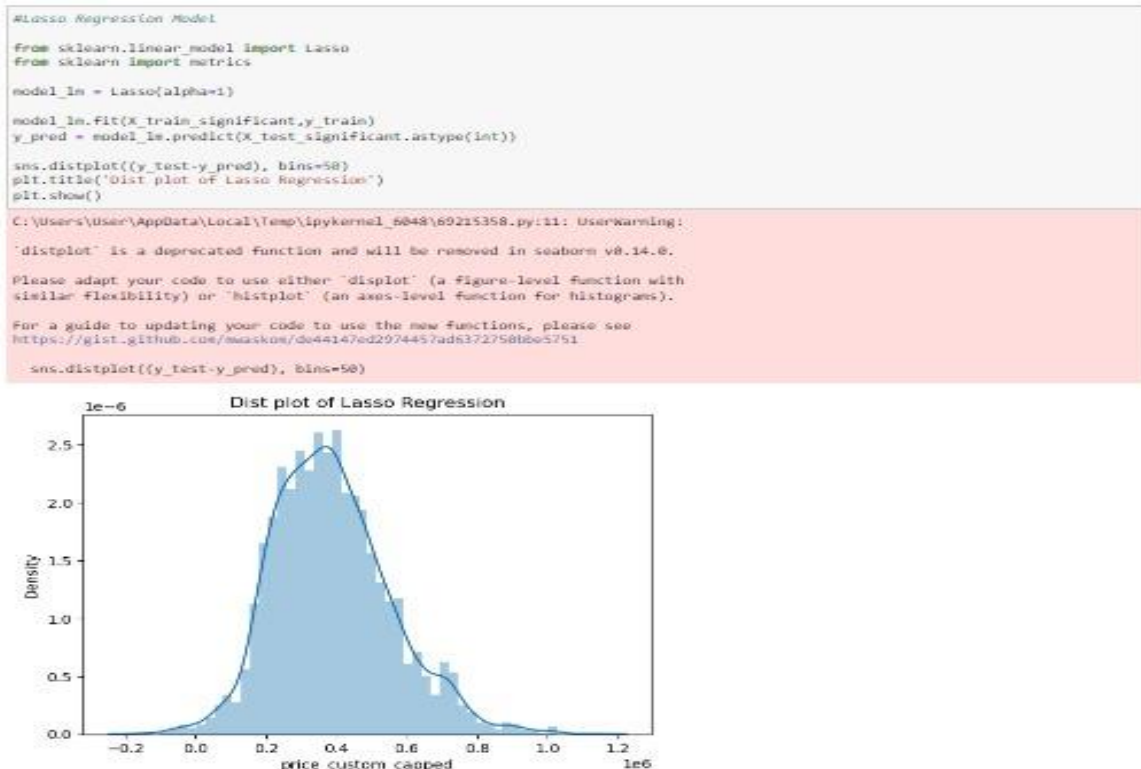 #Lasso Regression Model
from sklearn.linear_model import Lasso
from sklearn import metrics
model_lm = Lasso(alpha=1)
model_lm.fit(X_train_significant,y_train)
y_pred = model_lm.predict(X_test_significant.astype(int))
sns.distplot((y_test-y_pred), bins=50)
plt.title('Dist plot of Lasso Regression')
plt.show()
C:\Users\User\AppData\Local\Temp\ipykernel_6048\69215358.py:11: UserWarning:
`distplot` is a deprecated function and will be removed in seaborn v0.14.0.
Please adapt your code to use either `displot` (a figure-level function with
similar flexibility) or `histplot` (an axes-level function for histograms).
For a guide to updating your code to use the new functions, please see
https://gist.github.com/mwaskom/de44147ed2974457ad6372750bbe5751
sns.distplot((y_test-y_pred), bins=50)
1e-6
Dist plot of Lasso Regression
2.5
2.0
1.5
1.0
0.5
0.0
Density
-0.2 0.0 0.2 0.4 0.6 0.8 1.0 1.2
price_custom_capped
1e6